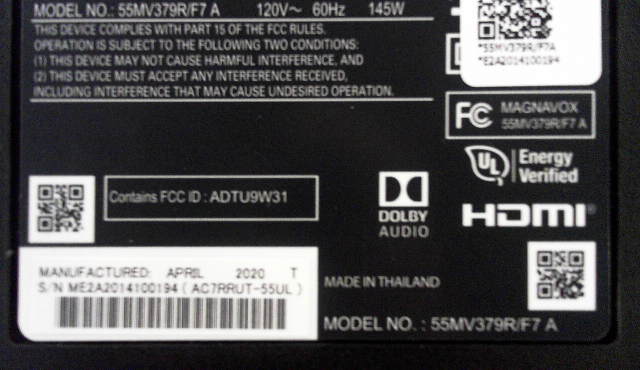 MODEL NO.: 55MV379R/F7 A 120V～ 60Hz 145W
THIS DEVICE COMPLIES WITH PART 15 OF THE FCC RULES.
OPERATION IS SUBJECT TO THE FOLLOWING TWO CONDITIONS:
(1) THIS DEVICE MAY NOT CAUSE HARMFUL INTERFERENCE, AND
(2) THIS DEVICE MUST ACCEPT ANY INTERFERENCE RECEIVED,
INCLUDING INTERFERENCE THAT MAY CAUSE UNDESIRED OPERATION.
*55MV379R/F7A
*E2A2014100194
FC MAGNAVOX
55MV379R/F7 A
UL Energy
Verified
Contains FCC ID : ADTU9W31
DOLBY
AUDIO
HDMI
MANUFACTURED: APRIL 2020 T
S/N ME2A2014100194 ( AC7RRUT-55UL )
MADE IN THAILAND
MODEL NO. : 55MV379R/F7 A